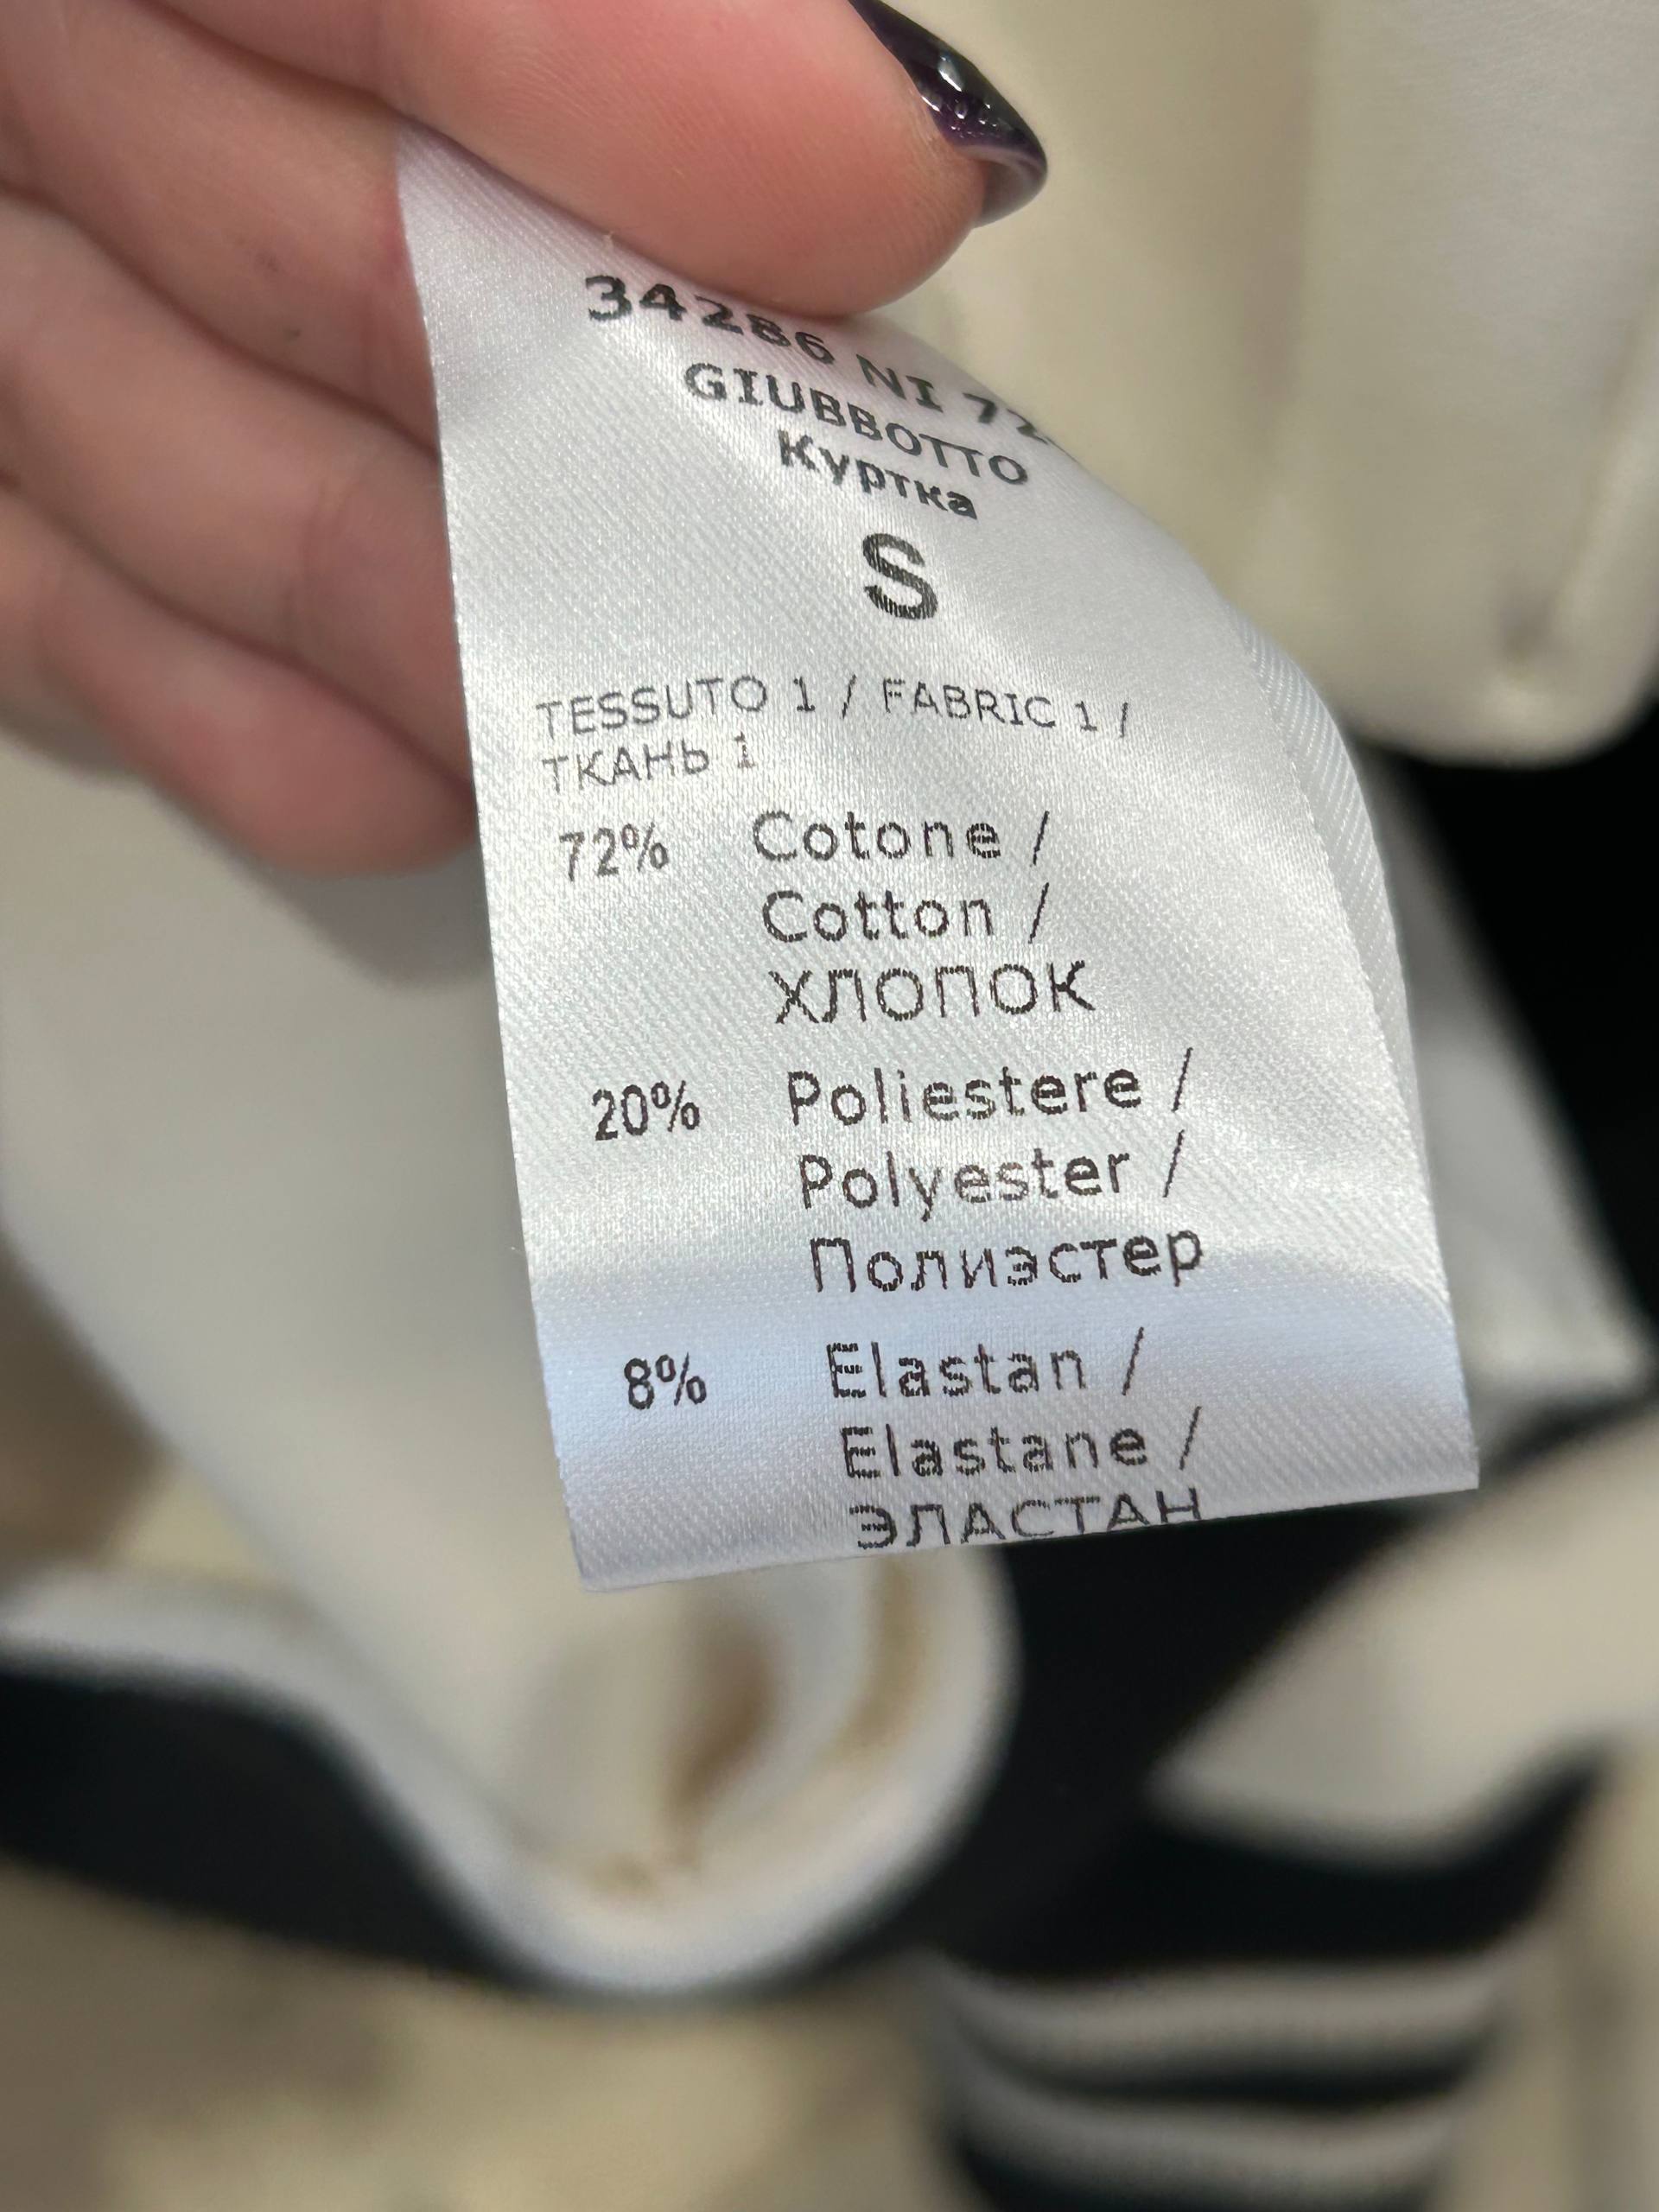 34286 NI
GIUBBOTTO
Куртка
S
TESSUTO 1 / FABRIC 1 /
ТКАНЬ 1
72% Cotone /
Cotton /
ХЛОПОК
20% Poliestere /
Polyester /
Полиэстер
8% Elastan /
Elastane /
ЭЛАСТАН